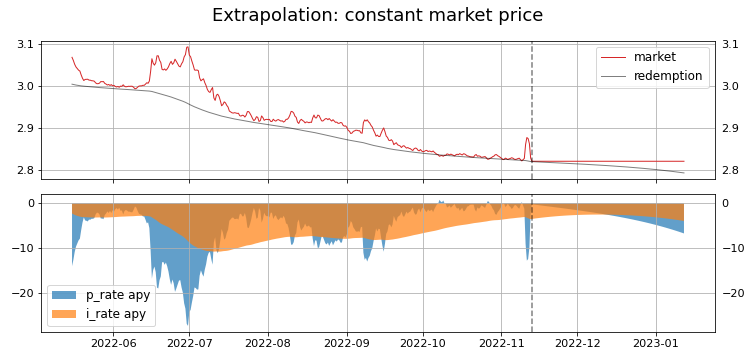 Extrapolation: constant market price
3.1 3.1
market
redemption
3.0 3.0
2.9 2.9
2.8 2.8
0 0
−10 −10
−20 −20
p_rate apy
i_rate apy
2022-06 2022-07 2022-08 2022-09 2022-10 2022-11 2022-12 2023-01